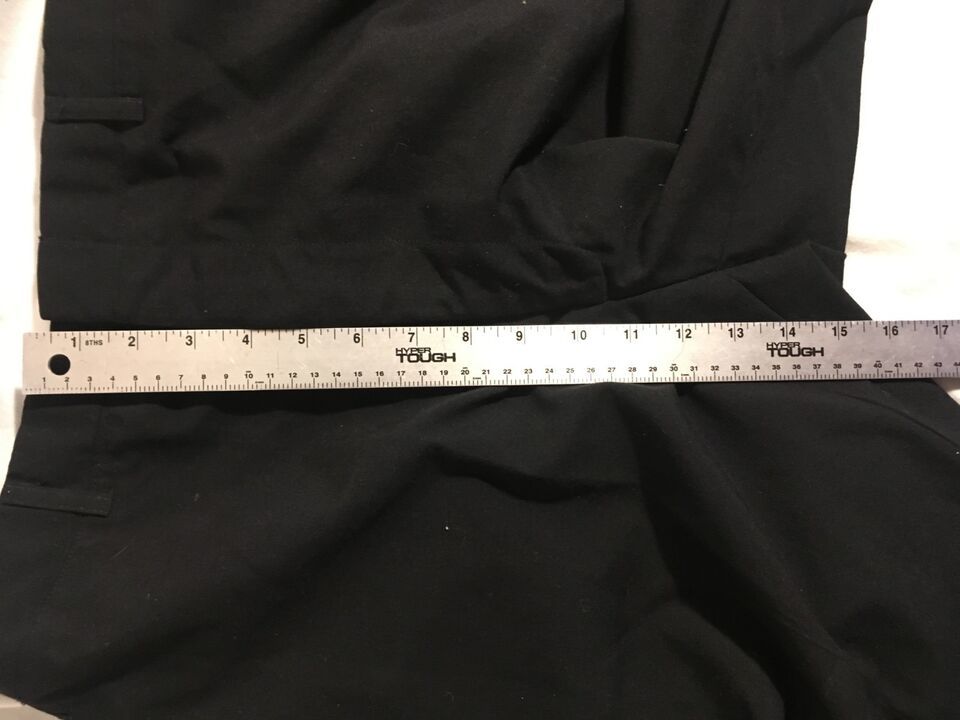 1 8THS 2 3 4 5 6 7 8 9 10 11 12 13 14 15 16 17
HYPER TOUGH HYPER TOUGH
1 2 3 4 5 6 7 8 9 10 11 12 13 14 15 16 17 18 19 20 21 22 23 24 25 26 27 28 29 30 31 32 33 34 35 36 37 38 39 40 41 42 43 44